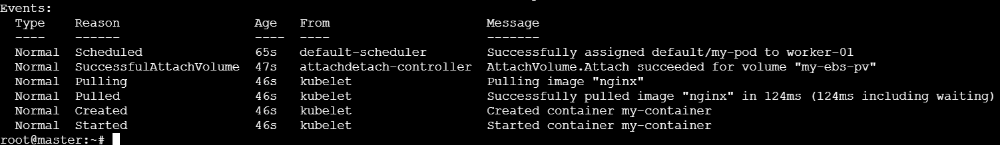 Events:
  Type    Reason                  Age   From                     Message
  ----    ------                  ----  ----                     -------
  Normal  Scheduled               65s   default-scheduler        Successfully assigned default/my-pod to worker-01
  Normal  SuccessfulAttachVolume  47s   attachdetach-controller  AttachVolume.Attach succeeded for volume "my-ebs-pv"
  Normal  Pulling                 46s   kubelet                  Pulling image "nginx"
  Normal  Pulled                  46s   kubelet                  Successfully pulled image "nginx" in 124ms (124ms including waiting)
  Normal  Created                 46s   kubelet                  Created container my-container
  Normal  Started                 46s   kubelet                  Started container my-container
root@master:~#